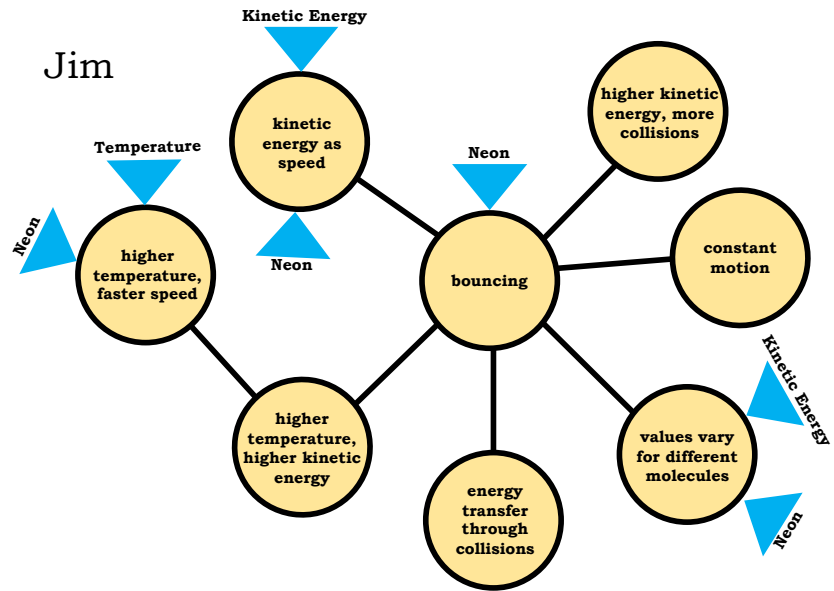 Kinetic Energy
Jim
kinetic
energy as
speed
higher kinetic
energy, more
collisions
Temperature
Neon
Neon
higher
temperature,
faster speed
Neon
bouncing
constant
motion
Kinetic Energy
higher
temperature,
higher kinetic
energy
values vary
for different
molecules
energy
transfer
through
collisions
Neon